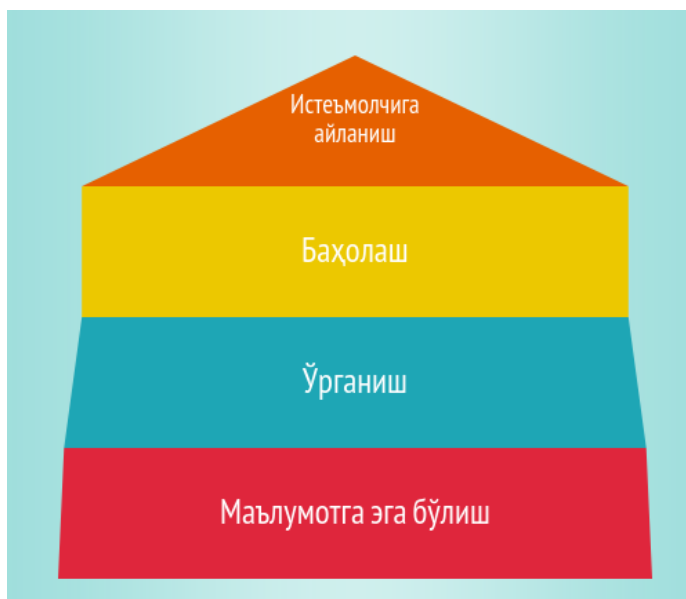 Истеъмолчига
айланиш
Баҳолаш
Ўрганиш
Маълумотга эга бўлиш